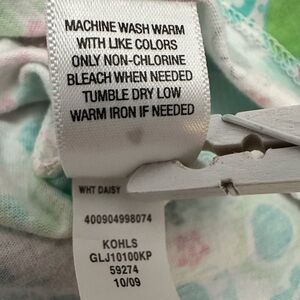 MACHINE WASH WARM
WITH LIKE COLORS
ONLY NON-CHLORINE
BLEACH WHEN NEEDED
TUMBLE DRY LOW
WARM IRON IF NEEDED
WHT DAISY
400904998074
KOHLS
GLJ10100KP
59274
10/09